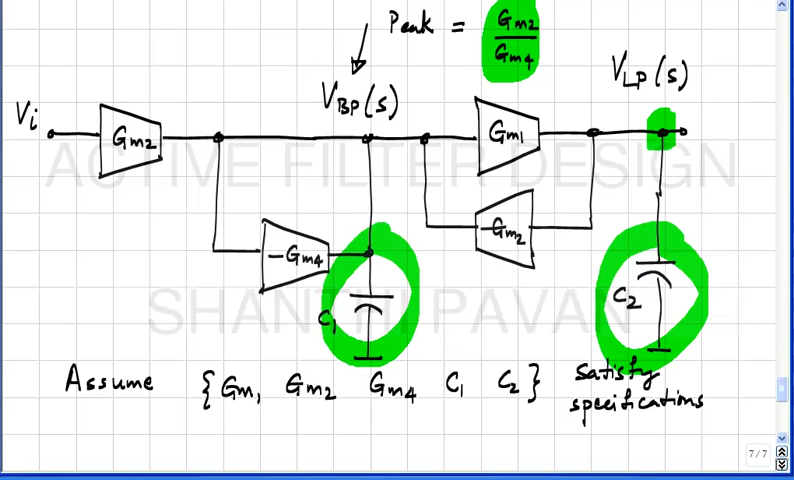 Peak = Gm2
Gm4
VBP(s)
VLP(s)
Vi
Gm2
Gm1
-Gm2
-Gm4
C1
C2
ACTIVE FILTER DESIGN
SHANTHI PAVAN
Assume {Gm1 Gm2 Gm4 C1 C2} satisfy
specifications
7/7